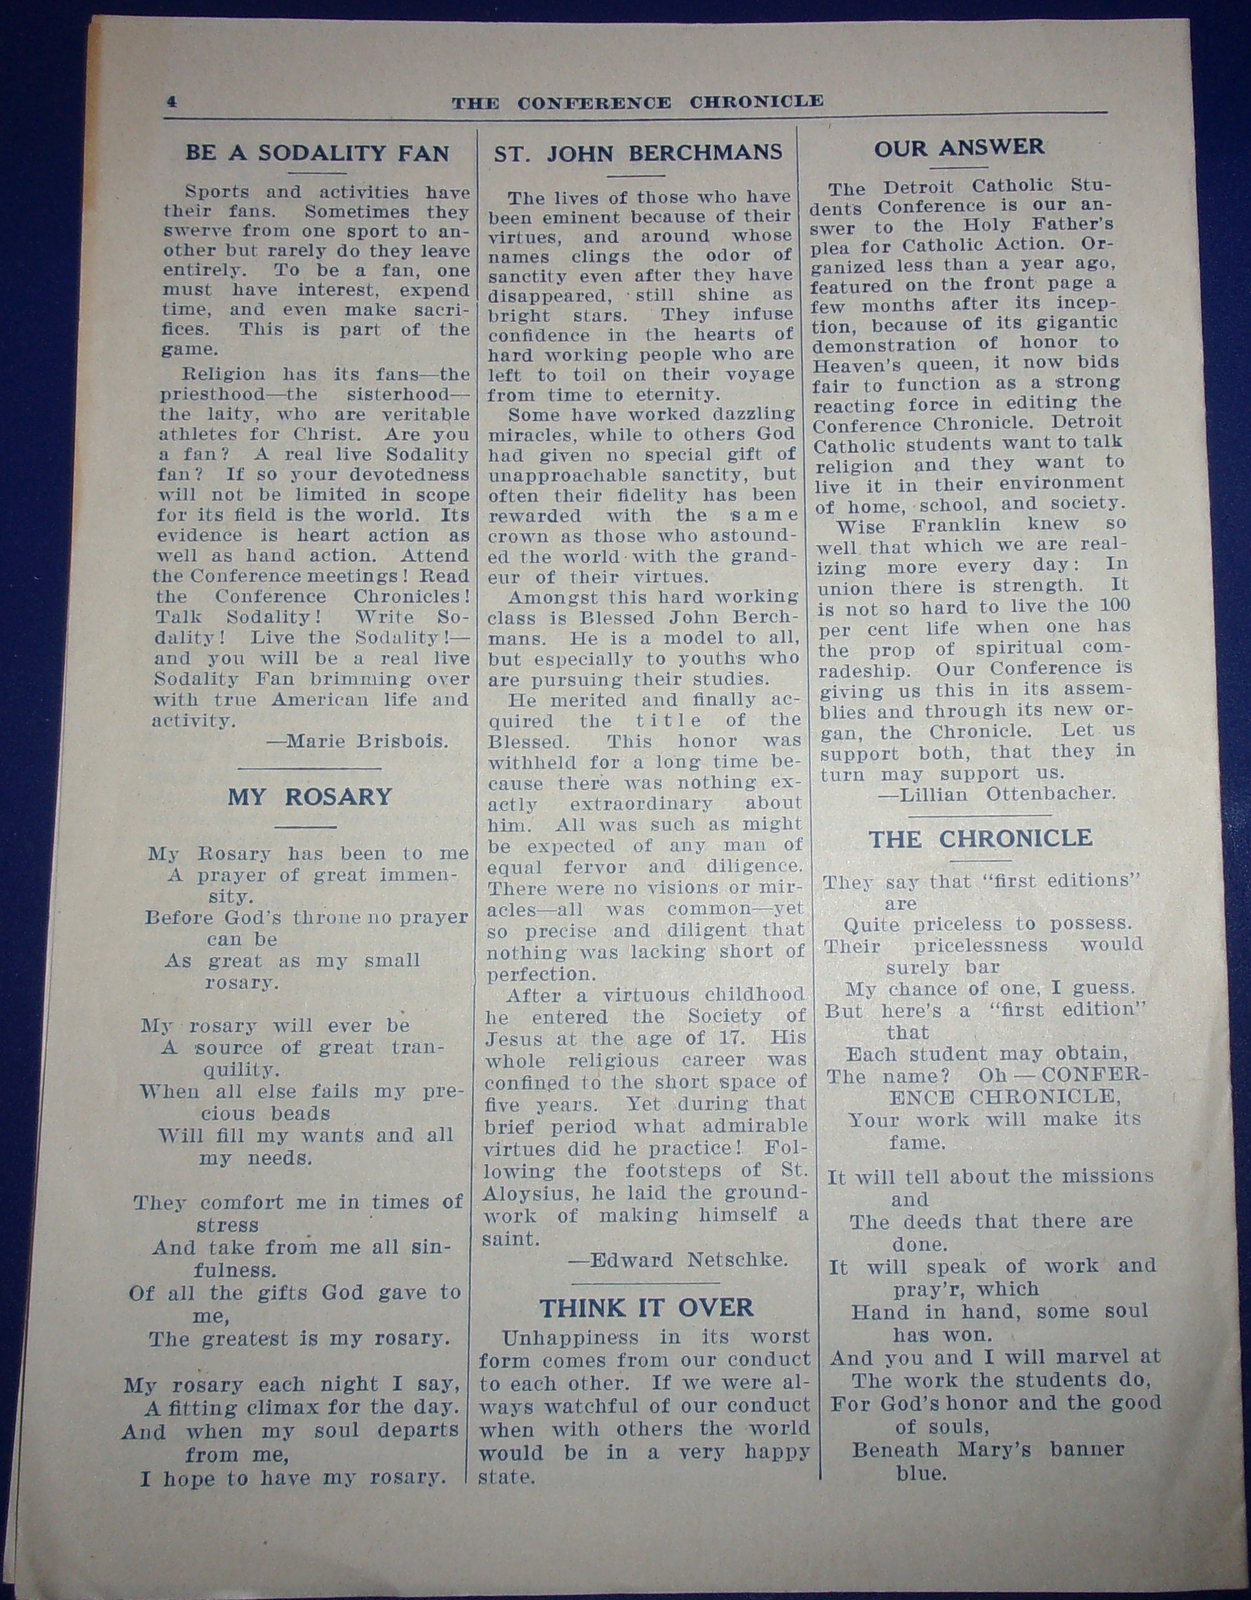 4
THE CONFERENCE CHRONICLE
BE A SODALITY FAN
Sports and activities have
their fans. Sometimes they
swerve from one sport to an-
other but rarely do they leave
entirely. To be a fan, one
must have interest, expend
time, and even make sacri-
fices. This is part of the
game.
Religion has its fans—the
priesthood—the sisterhood—
the laity, who are veritable
athletes for Christ. Are you
a fan? A real live Sodality
fan? If so your devotedness
will not be limited in scope
for its field is the world. Its
evidence is heart action as
well as hand action. Attend
the Conference meetings! Read
the Conference Chronicles!
Talk Sodality! Write So-
dality! Live the Sodality!—
and you will be a real live
Sodality Fan brimming over
with true American life and
activity.
—Marie Brisbois.
MY ROSARY
My Rosary has been to me
A prayer of great immen-
sity.
Before God's throne no prayer
can be
As great as my small
rosary.
My rosary will ever be
A source of great tran-
quility.
When all else fails my pre-
cious beads
Will fill my wants and all
my needs.
They comfort me in times of
stress
And take from me all sin-
fulness.
Of all the gifts God gave to
me,
The greatest is my rosary.
My rosary each night I say,
A fitting climax for the day.
And when my soul departs
from me,
I hope to have my rosary.
ST. JOHN BERCHMANS
The lives of those who have
been eminent because of their
virtues, and around whose
names clings the odor of
sanctity even after they have
disappeared, still shine as
bright stars. They infuse
confidence in the hearts of
hard working people who are
left to toil on their voyage
from time to eternity.
Some have worked dazzling
miracles, while to others God
had given no special gift of
unapproachable sanctity, but
often their fidelity has been
rewarded with the same
crown as those who astound-
ed the world with the grand-
eur of their virtues.
Amongst this hard working
class is Blessed John Berch-
mans. He is a model to all,
but especially to youths who
are pursuing their studies.
He merited and finally ac-
quired the title of the
Blessed. This honor was
withheld for a long time be-
cause there was nothing ex-
actly extraordinary about
him. All was such as might
be expected of any man of
equal fervor and diligence.
There were no visions or mir-
acles—all was common—yet
so precise and diligent that
nothing was lacking short of
perfection.
After a virtuous childhood
he entered the Society of
Jesus at the age of 17. His
whole religious career was
confined to the short space of
five years. Yet during that
brief period what admirable
virtues did he practice! Fol-
lowing the footsteps of St.
Aloysius, he laid the ground-
work of making himself a
saint.
—Edward Netschke.
THINK IT OVER
Unhappiness in its worst
form comes from our conduct
to each other. If we were al-
ways watchful of our conduct
when with others the world
would be in a very happy
state.
OUR ANSWER
The Detroit Catholic Stu-
dents Conference is our an-
swer to the Holy Father's
plea for Catholic Action. Or-
ganized less than a year ago,
featured on the front page a
few months after its incep-
tion, because of its gigantic
demonstration of honor to
Heaven's queen, it now bids
fair to function as a strong
reacting force in editing the
Conference Chronicle. Detroit
Catholic students want to talk
religion and they want to
live it in their environment
of home, school, and society.
Wise Franklin knew so
well that which we are real-
izing more every day: In
union there is strength. It
is not so hard to live the 100
per cent life when one has
the prop of spiritual com-
radeship. Our Conference is
giving us this in its assem-
blies and through its new or-
gan, the Chronicle. Let us
support both, that they in
turn may support us.
—Lillian Ottenbacher.
THE CHRONICLE
They say that "first editions"
are
Quite priceless to possess.
Their pricelessness would
surely bar
My chance of one, I guess.
But here's a "first edition"
that
Each student may obtain,
The name? Oh — CONFER-
ENCE CHRONICLE,
Your work will make its
fame.
It will tell about the missions
and
The deeds that there are
done.
It will speak of work and
pray'r, which
Hand in hand, some soul
has won.
And you and I will marvel at
The work the students do,
For God's honor and the good
of souls,
Beneath Mary's banner
blue.